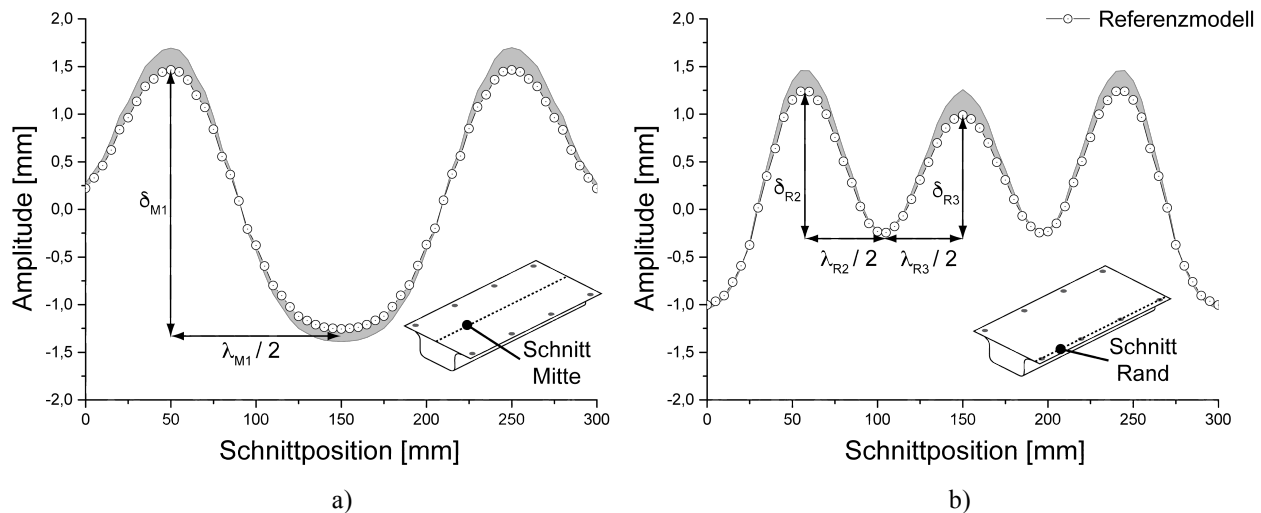 2,0
1,5
1,0
0,5
0,0
-0,5
-1,0
-1,5
-2,0
Amplitude [mm]
0 50 100 150 200 250 300
Schnittposition [mm]
δM1
λM1 / 2
Schnitt
Mitte
a)
Referenzmodell
2,0
1,5
1,0
0,5
0,0
-0,5
-1,0
-1,5
-2,0
Amplitude [mm]
0 50 100 150 200 250 300
Schnittposition [mm]
δR2
δR3
λR2 / 2
λR3 / 2
Schnitt
Rand
b)